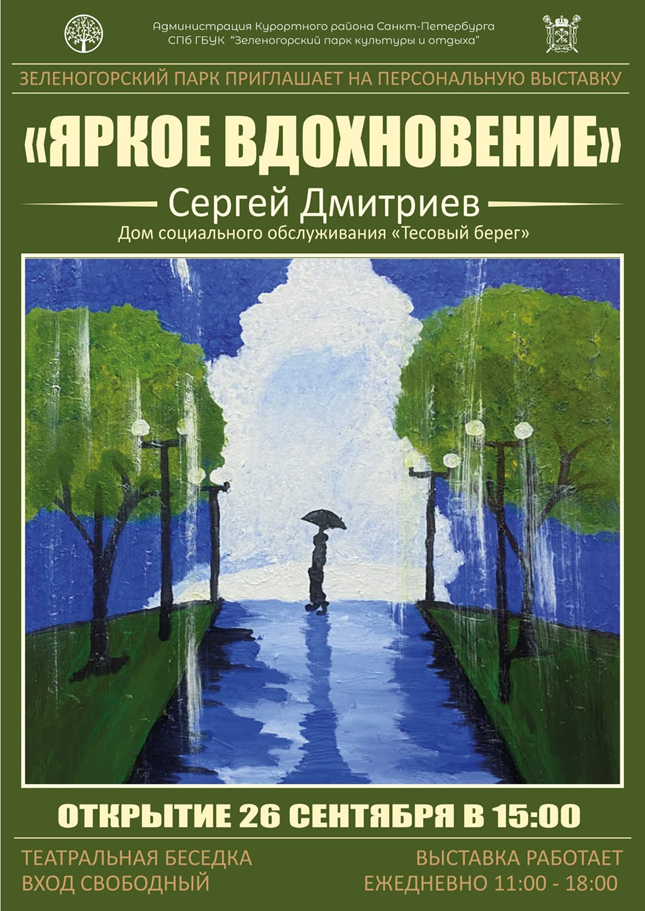 Администрация Курортного района Санкт-Петербурга
СПб ГБУК "Зеленогорский парк культуры и отдыха"
ЗЕЛЕНОГОРСКИЙ ПАРК ПРИГЛАШАЕТ НА ПЕРСОНАЛЬНУЮ ВЫСТАВКУ
«ЯРКОЕ ВДОХНОВЕНИЕ»
Сергей Дмитриев
Дом социального обслуживания «Тесовый берег»
ОТКРЫТИЕ 26 СЕНТЯБРЯ В 15:00
ТЕАТРАЛЬНАЯ БЕСЕДКА
ВХОД СВОБОДНЫЙ
ВЫСТАВКА РАБОТАЕТ
ЕЖЕДНЕВНО 11:00 - 18:00